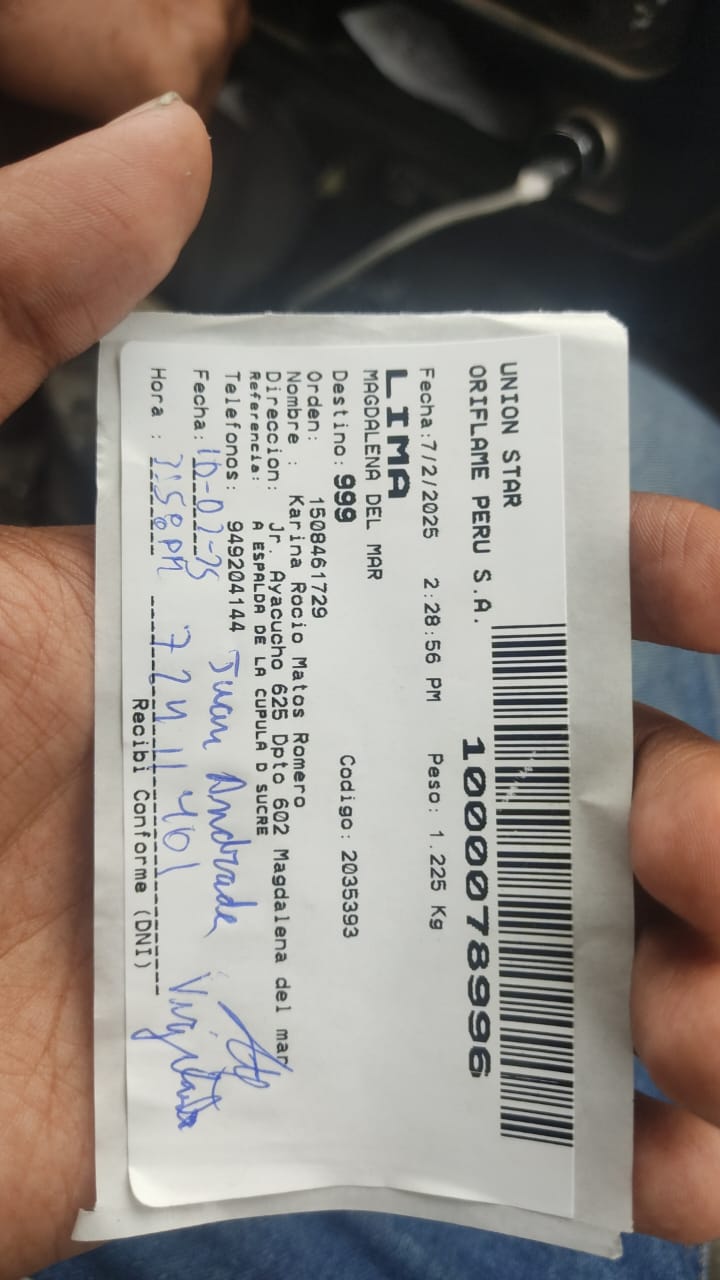 UNION STAR
ORIFLAME PERU S.A.
1000078996
Fecha:7/2/2025 2:28:56 PM Peso: 1.225 Kg
LIMA
MAGDALENA DEL MAR
Destino: 999 Codigo: 2035393
Orden: 1508461729
Nombre : Karina Rocio Matos Romero
Direccion: Jr. Ayacucho 625 Dpto 602 Magdalena del mar
Referencia: A ESPALDA DE LA CUPULA D SUCRE
Telefonos: 949204144 Juan Andrade
Fecha: 10-02-25
Hora : :58 PM 72411401 Vigilante
Recibi Conforme (DNI)